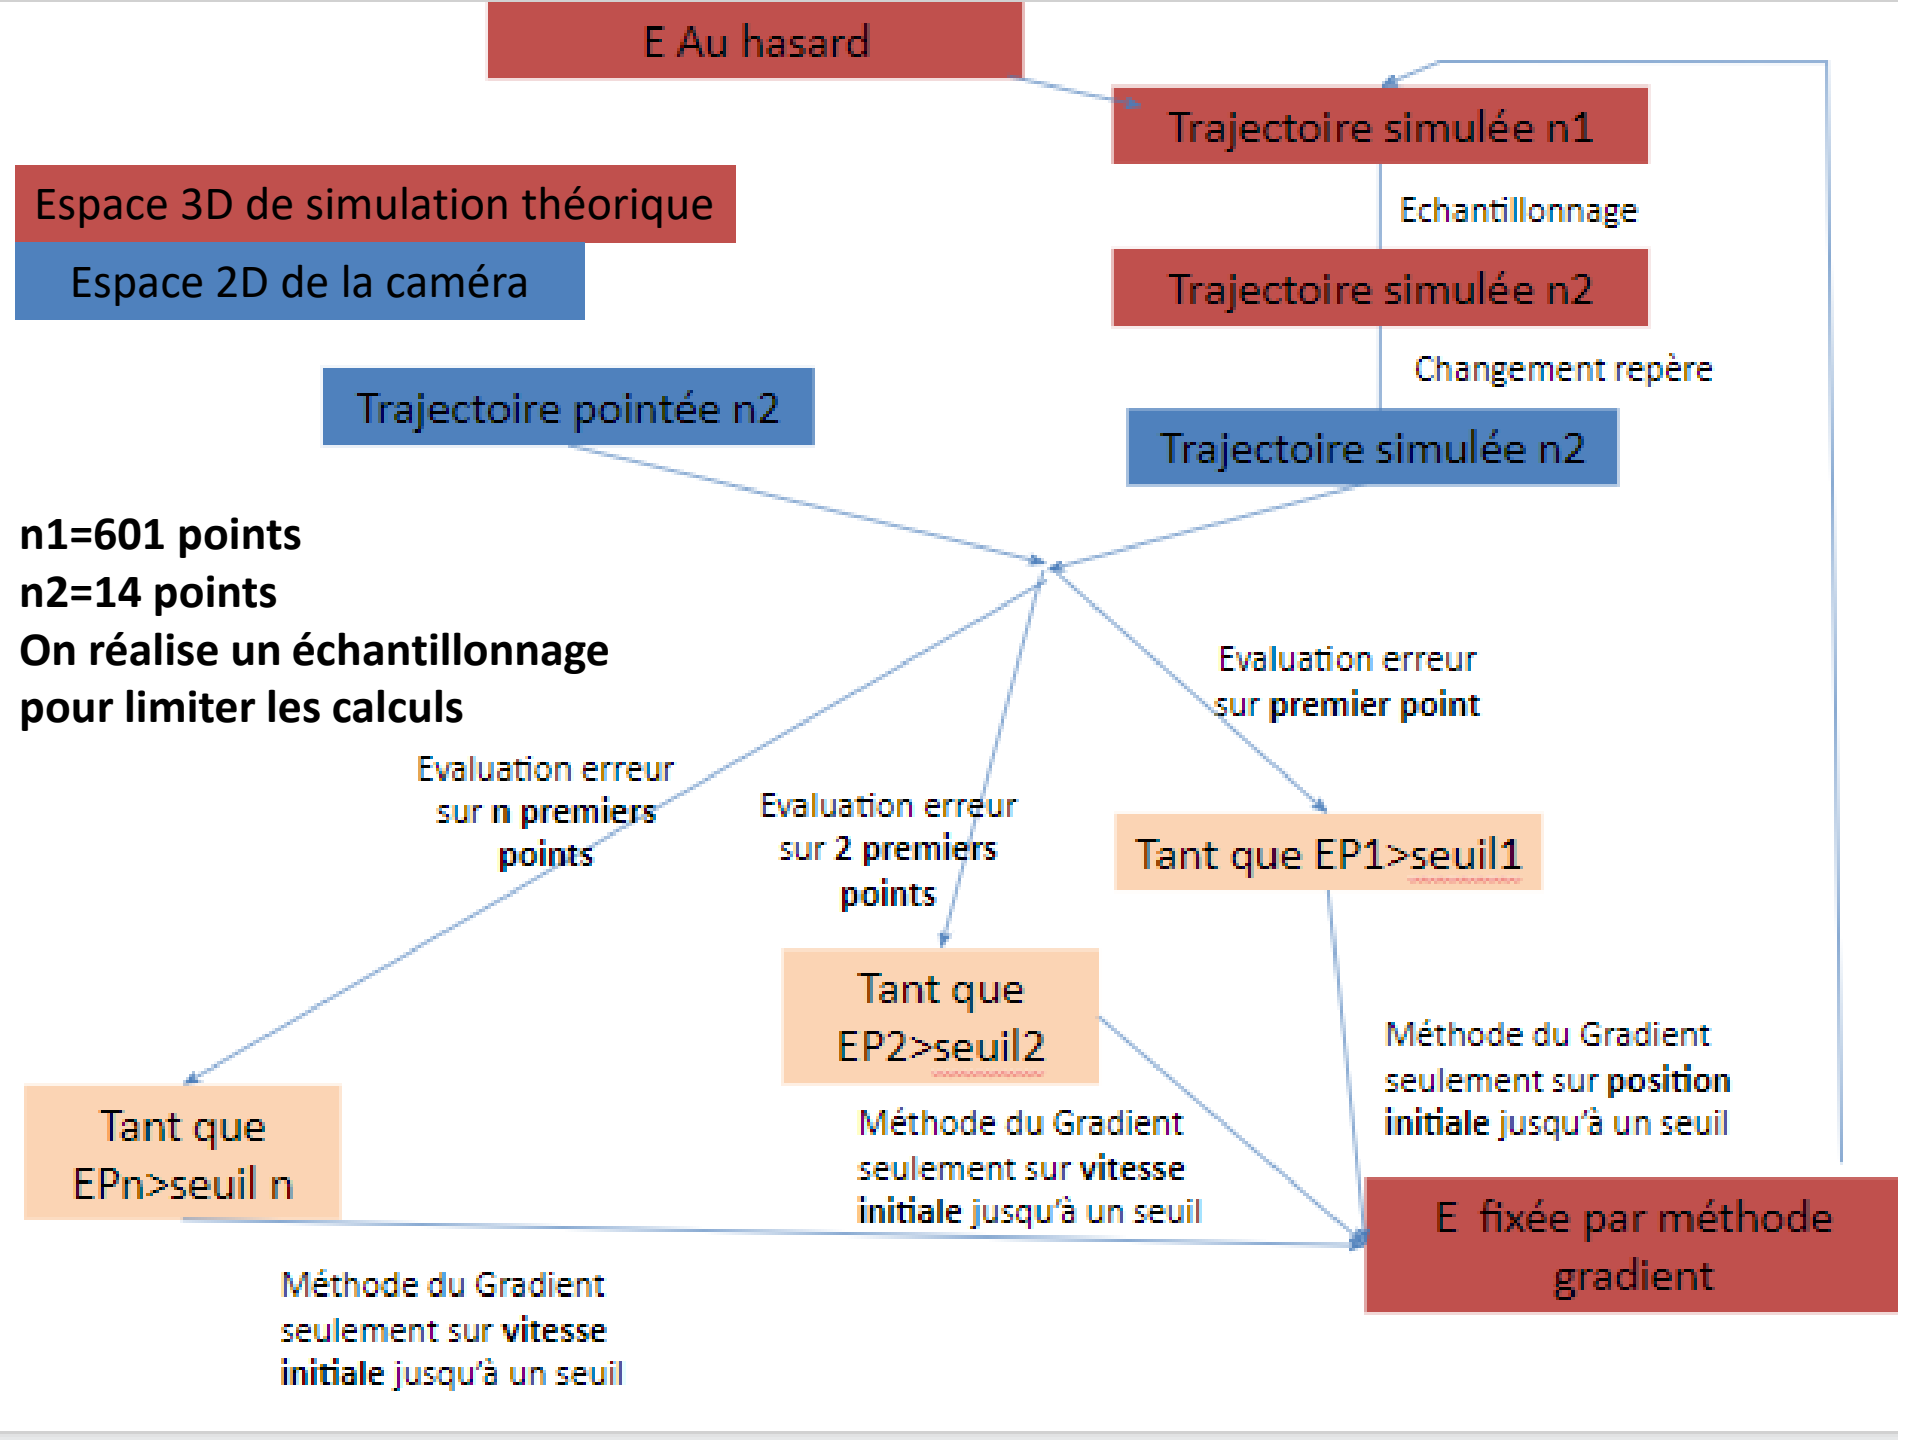 E Au hasard
Trajectoire simulée n1
Espace 3D de simulation théorique
Echantillonnage
Espace 2D de la caméra
Trajectoire simulée n2
Changement repère
Trajectoire pointée n2
Trajectoire simulée n2
n1=601 points
n2=14 points
On réalise un échantillonnage
pour limiter les calculs
Evaluation erreur
sur premier point
Evaluation erreur
sur n premiers
points
Evaluation erreur
sur 2 premiers
points
Tant que EP1>seuil1
Tant que
EP2>seuil2
Méthode du Gradient
seulement sur position
initiale jusqu'à un seuil
Tant que
EPn>seuil n
Méthode du Gradient
seulement sur vitesse
initiale jusqu'à un seuil
E fixée par méthode
gradient
Méthode du Gradient
seulement sur vitesse
initiale jusqu'à un seuil